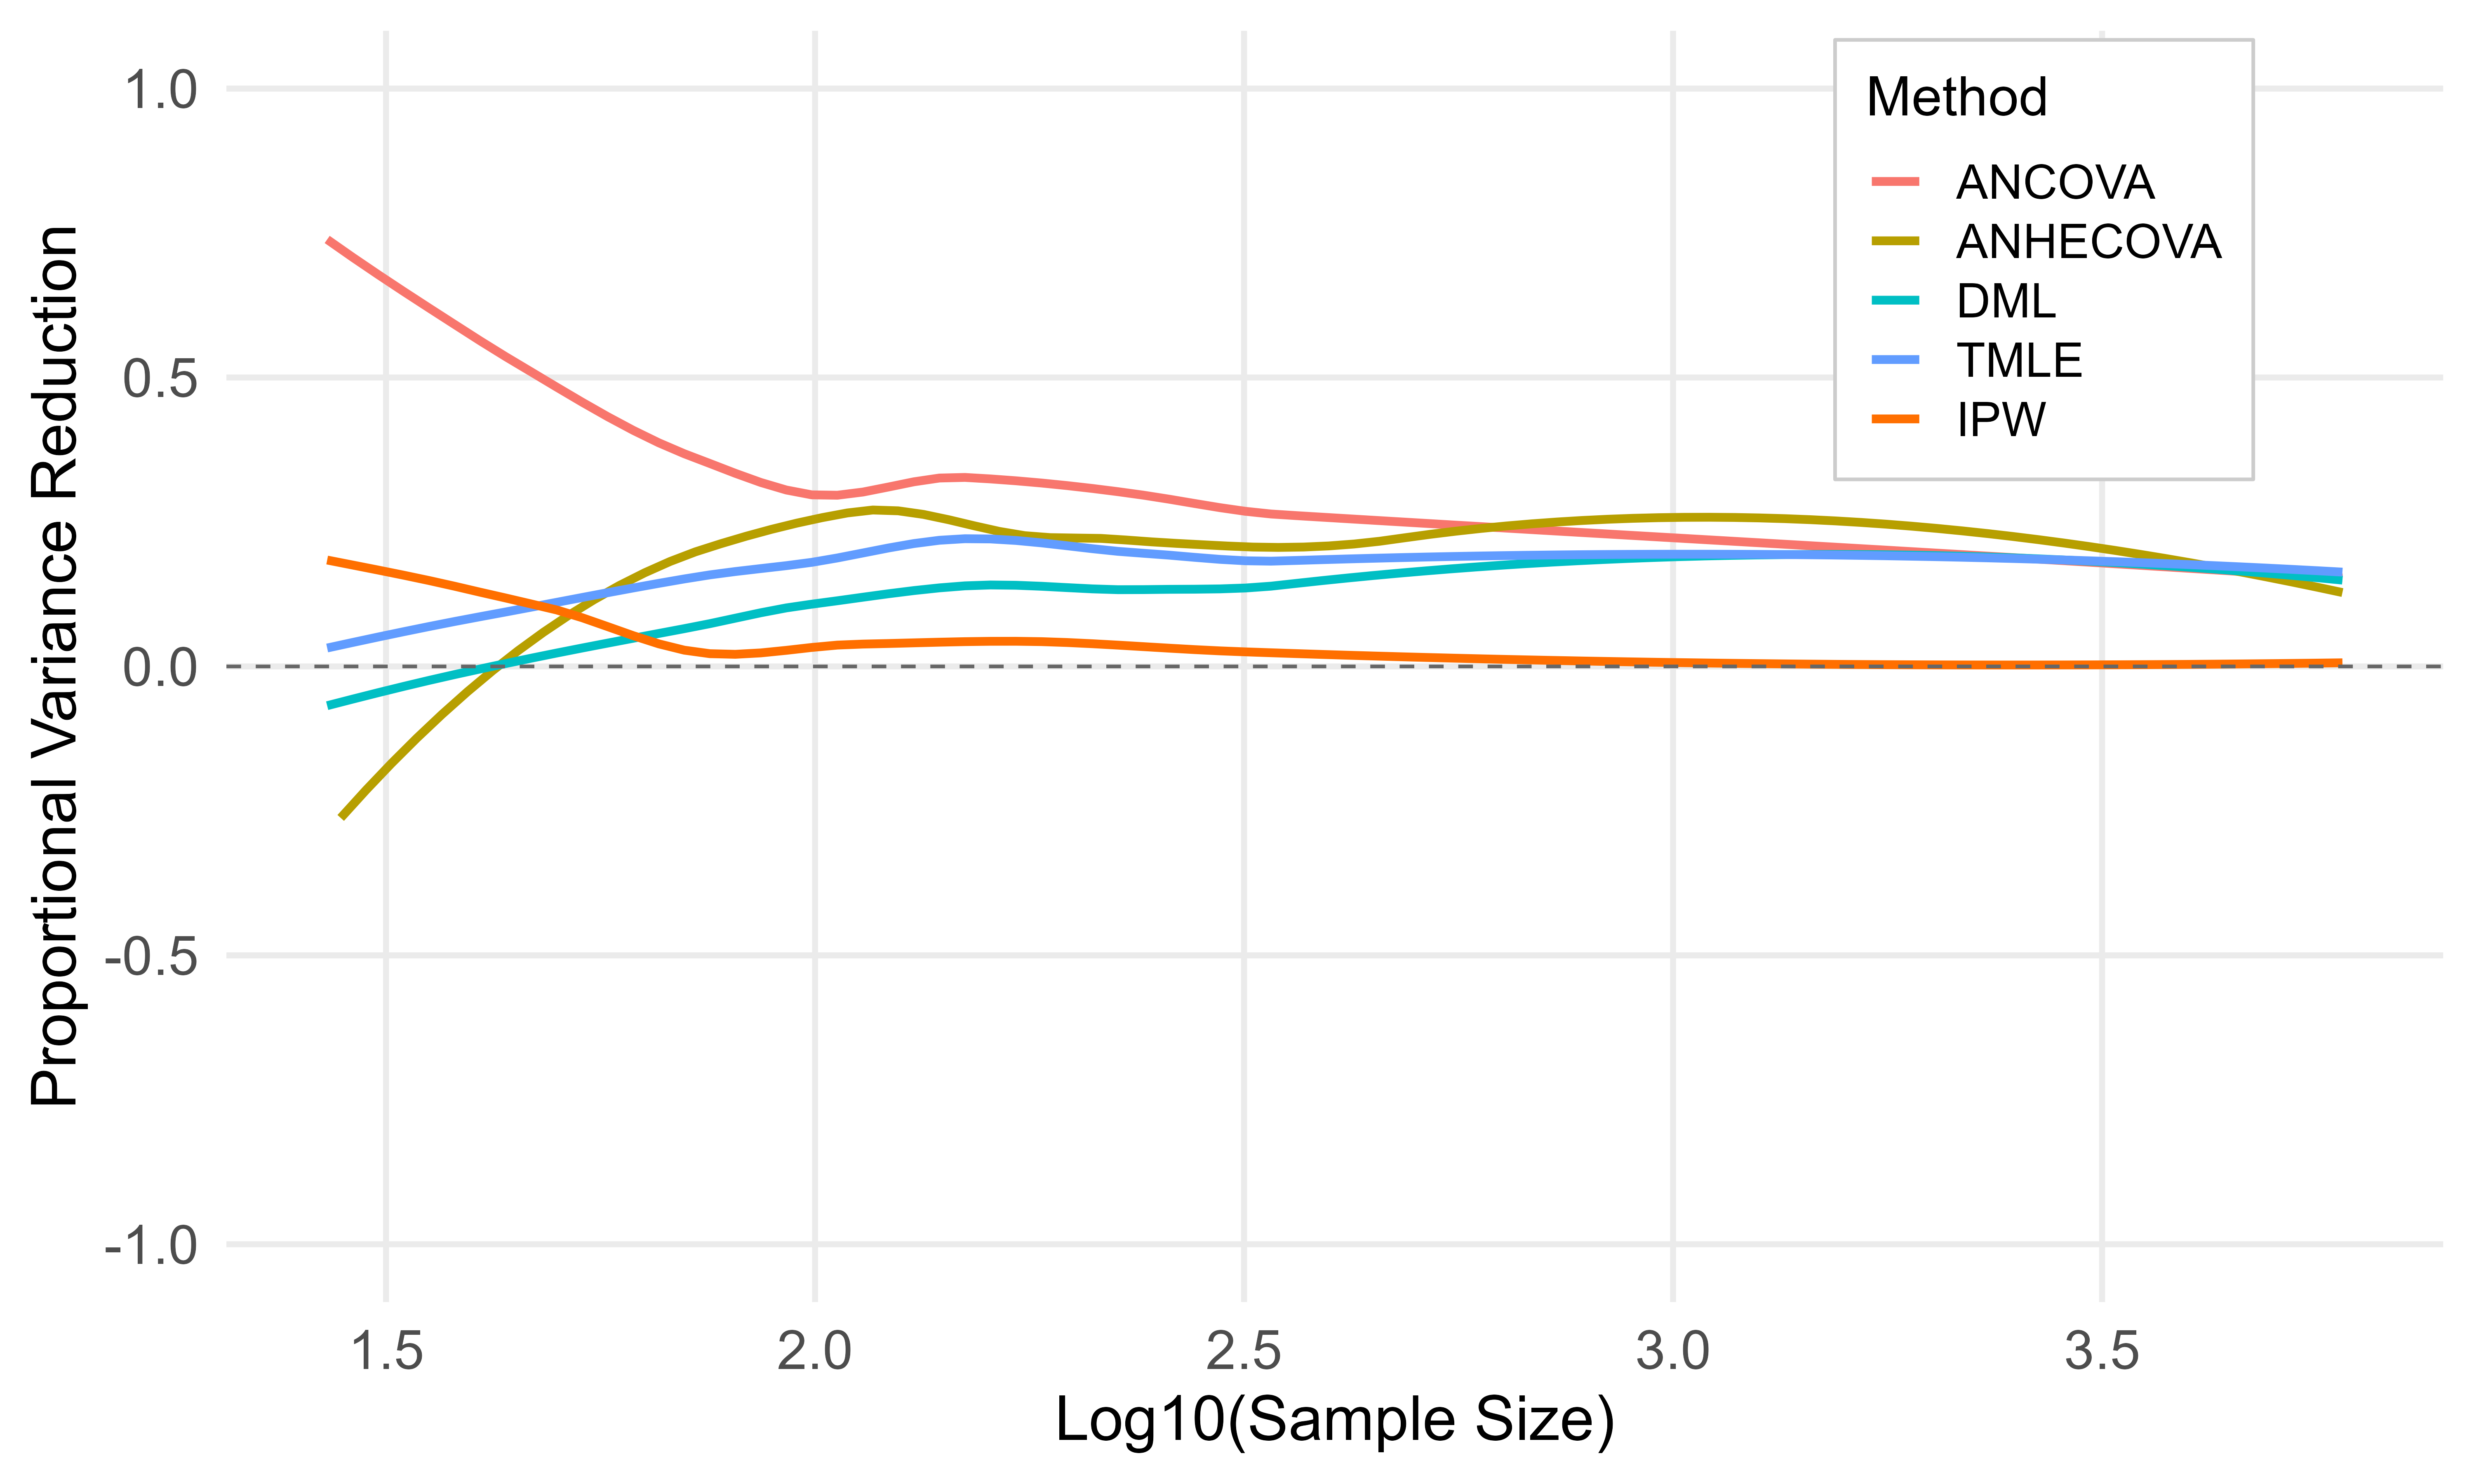 Proportional Variance Reduction
1.0
0.5
0.0
-0.5
-1.0
Method
ANCOVA
ANHECOVA
DML
TMLE
IPW
1.5 2.0 2.5 3.0 3.5
Log10(Sample Size)